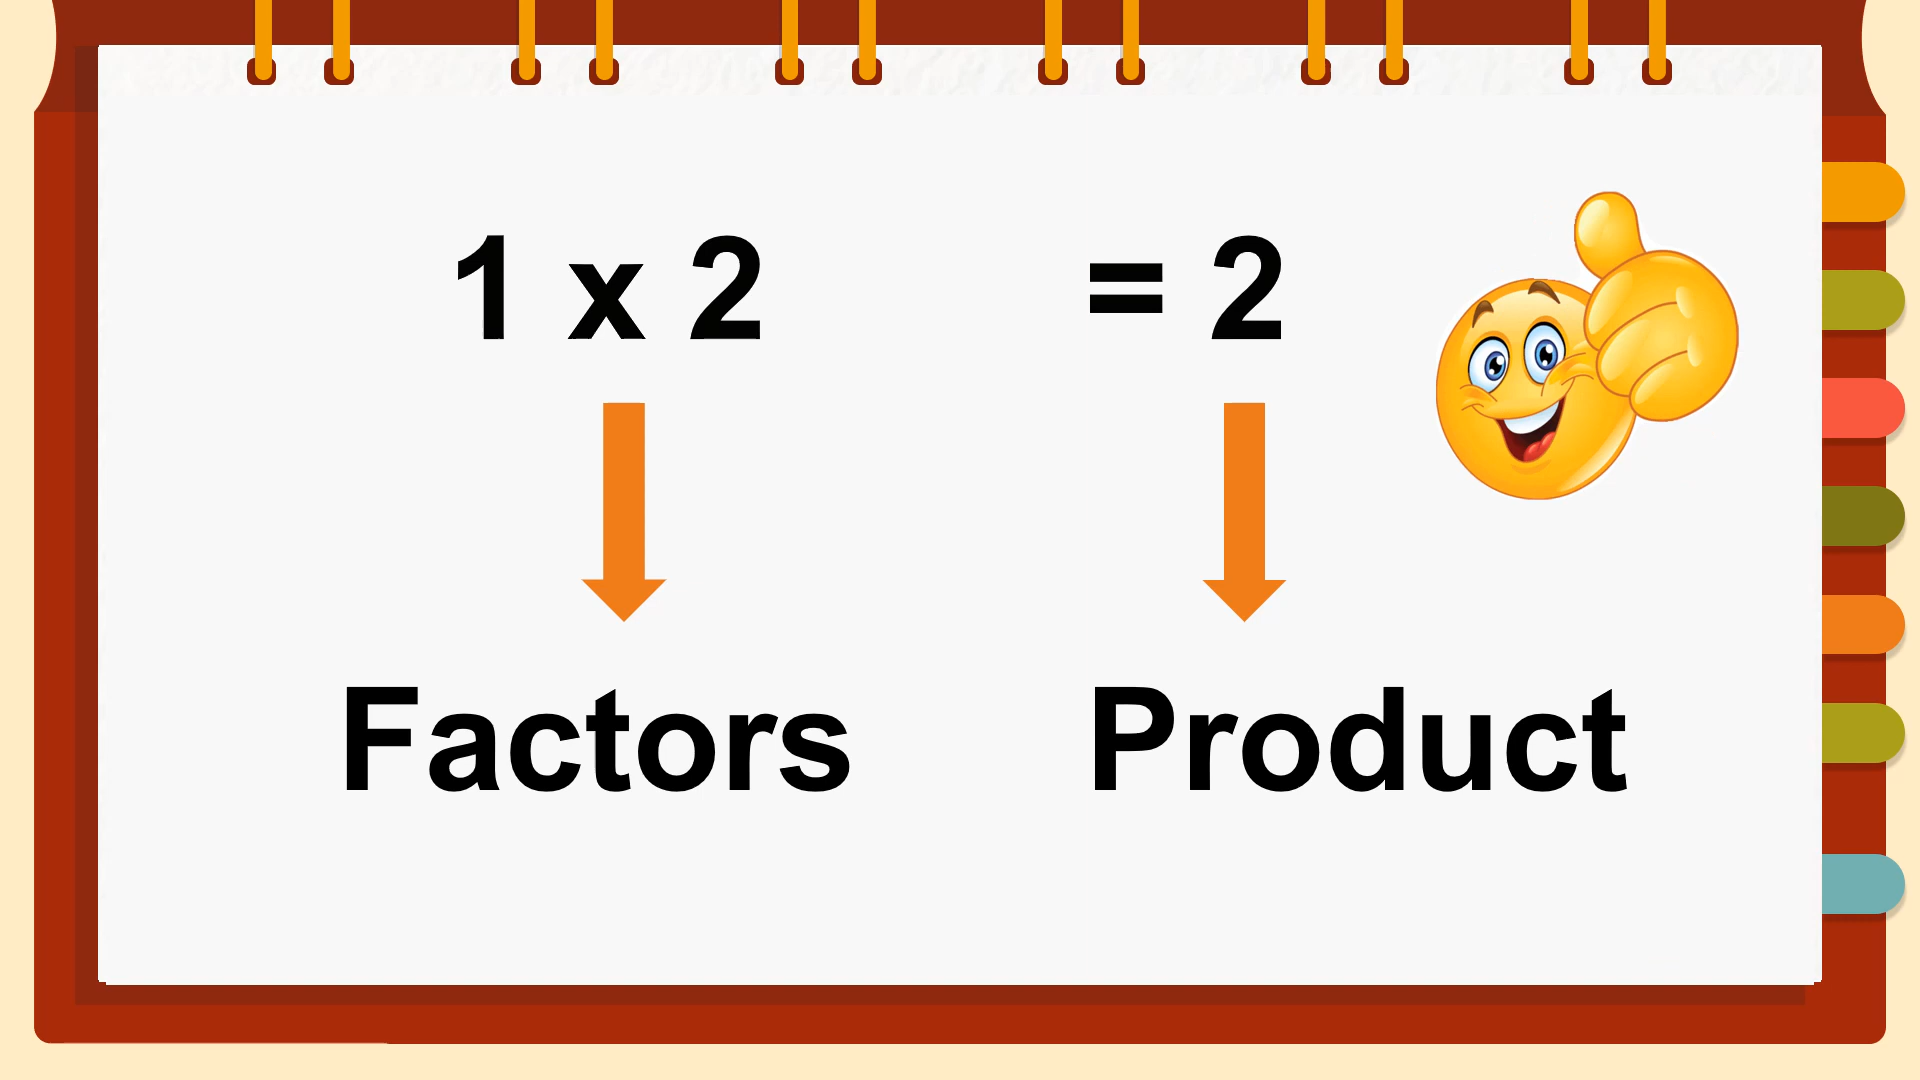 1 x 2 = 2
Factors Product